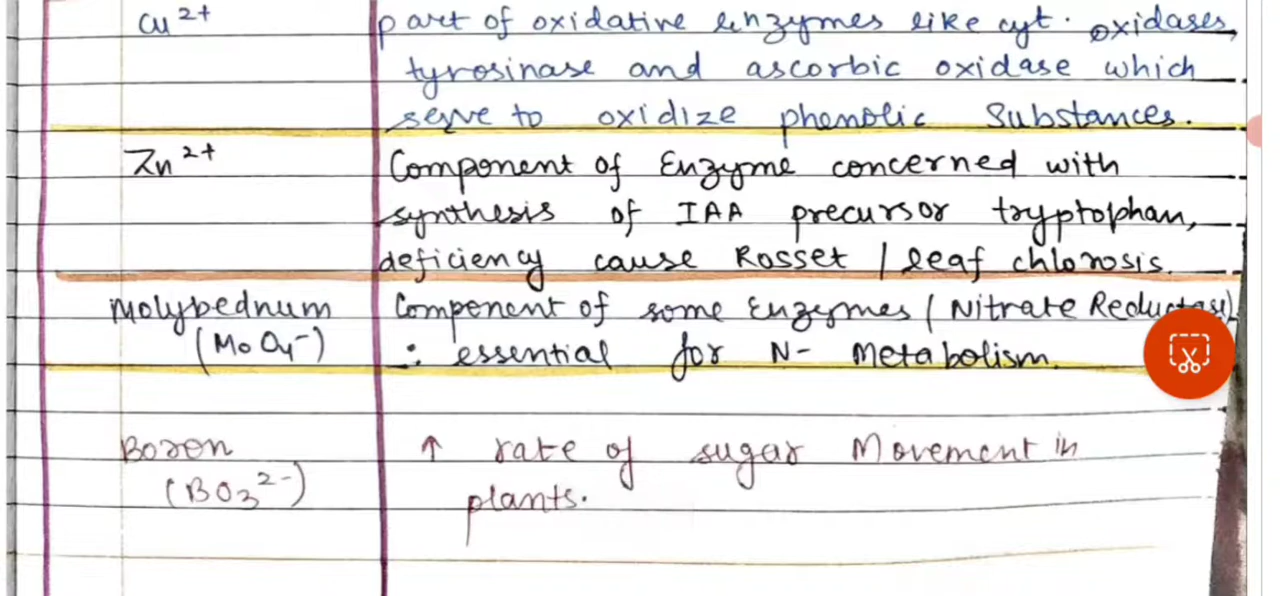 Cu2+ part of oxidative enzymes like cyt. oxidases,
tyrosinase and ascorbic oxidase which
serve to oxidize phenolic substances.
Zn2+ Component of Enzyme concerned with
synthesis of IAA precursor tryptophan,
deficiency cause Rosset / leaf chlorosis.
Molybednum Component of some Enzymes (Nitrate Reductase)
(MoO4-) : essential for N- Metabolism.
Boron ↑ rate of sugar Movement in
(BO3 2-) plants.